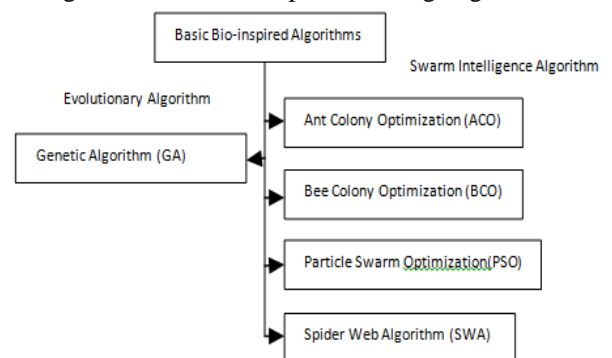 Basic Bio-inspired Algorithms
Swarm Intelligence Algorithm
Evolutionary Algorithm
Ant Colony Optimization (ACO)
Genetic Algorithm (GA)
Bee Colony Optimization (BCO)
Particle Swarm Optimization(PSO)
Spider Web Algorithm (SWA)